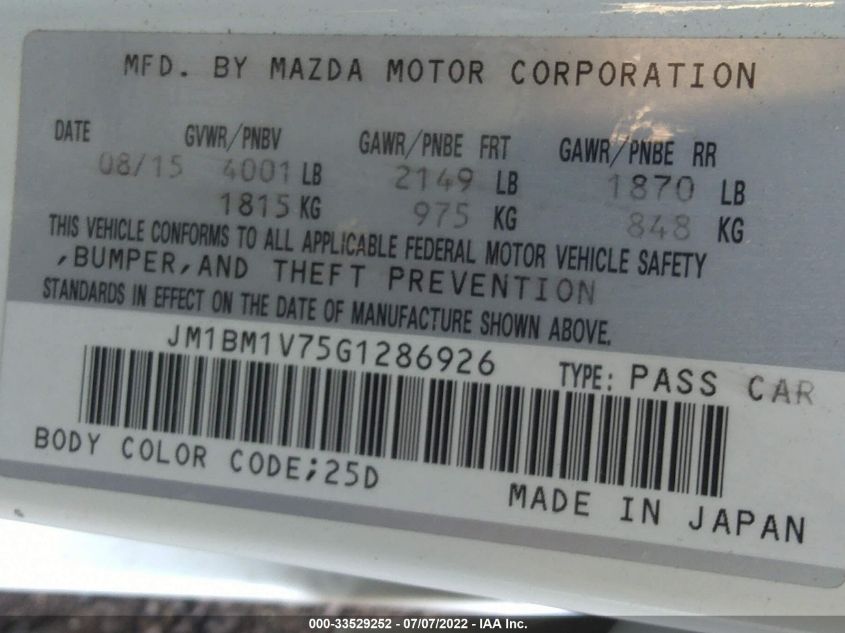 MFD. BY MAZDA MOTOR CORPORATION
DATE GVWR/PNBV GAWR/PNBE FRT GAWR/PNBE RR
08/15 4001 LB 2149 LB 1870 LB
1815 KG 975 KG 848 KG
THIS VEHICLE CONFORMS TO ALL APPLICABLE FEDERAL MOTOR VEHICLE SAFETY
,BUMPER,AND THEFT PREVENTION
STANDARDS IN EFFECT ON THE DATE OF MANUFACTURE SHOWN ABOVE.
JM1BM1V75G1286926 TYPE: PASS CAR
BODY COLOR CODE;25D
MADE IN JAPAN
000-33529252 - 07/07/2022 - IAA Inc.